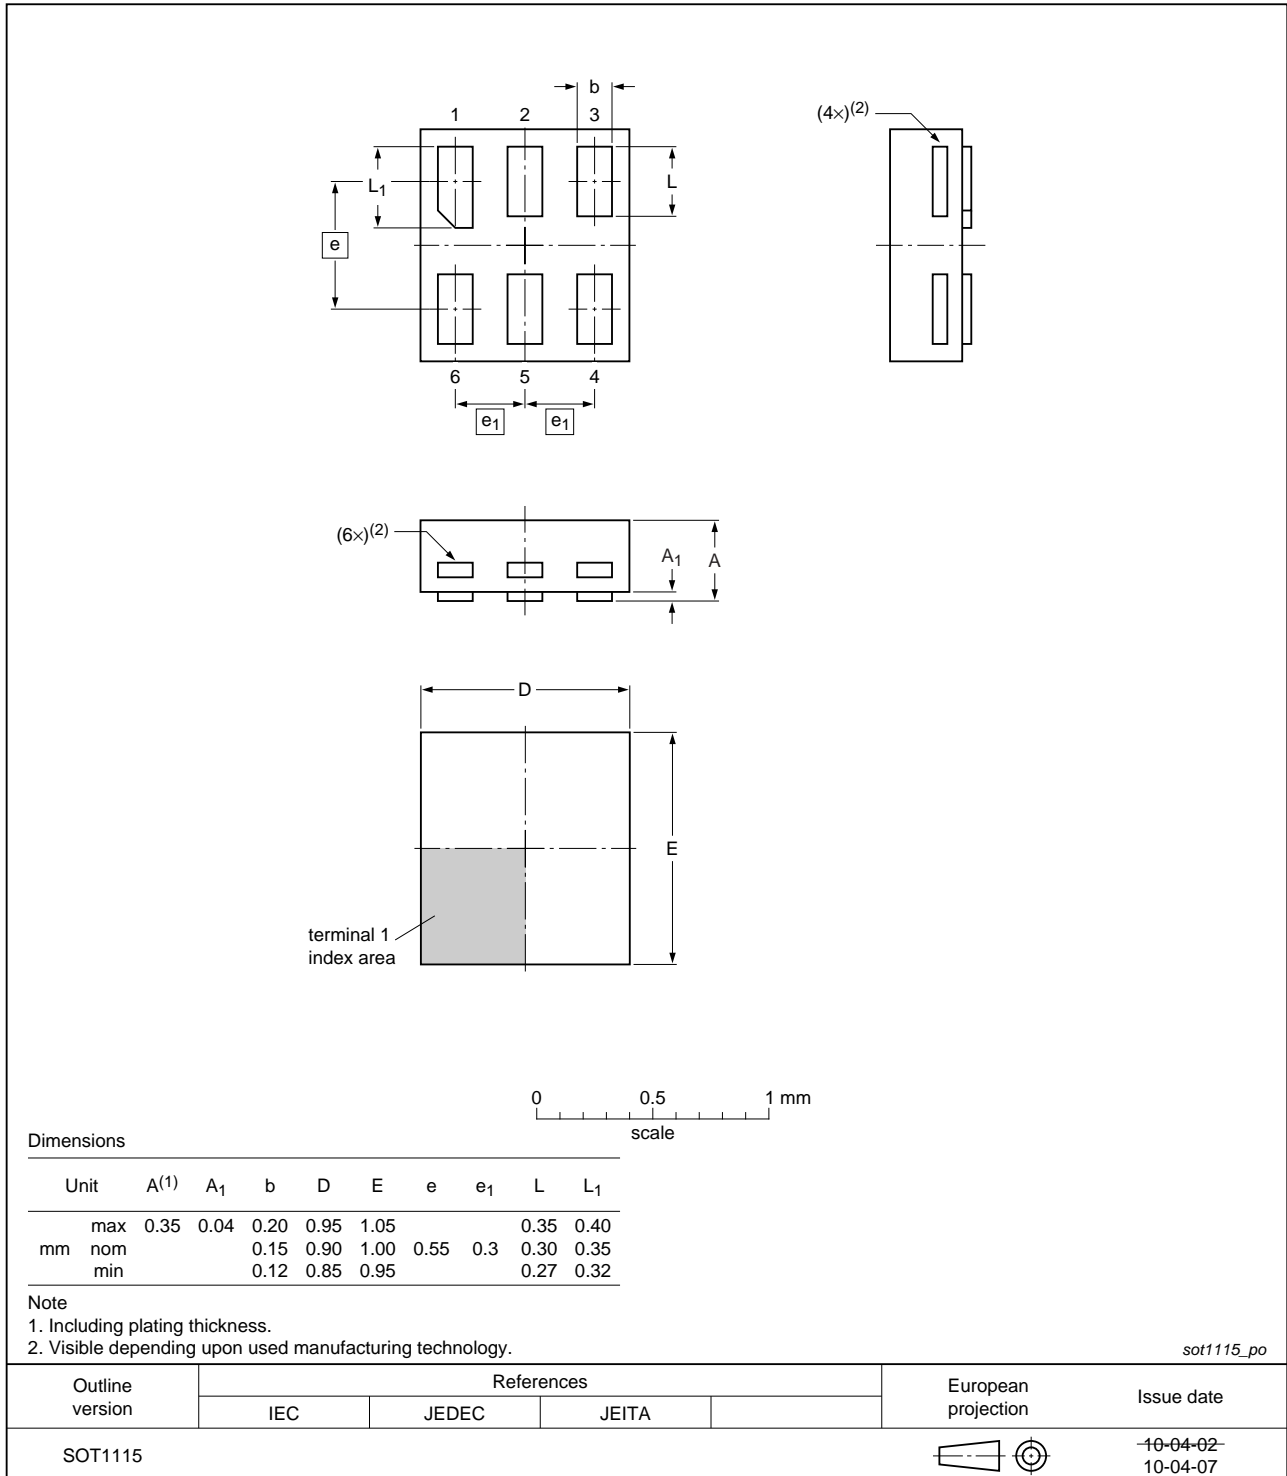 b
1 2 3
(4×)(2)
L1
L
e
6 5 4
e1 e1
(6×)(2)
A1 A
D
E
terminal 1
index area
0 0.5 1 mm
scale
Dimensions
Unit A(1) A1 b D E e e1 L L1
max 0.35 0.04 0.20 0.95 1.05 0.35 0.40
mm nom 0.15 0.90 1.00 0.55 0.3 0.30 0.35
min 0.12 0.85 0.95 0.27 0.32
Note
1. Including plating thickness.
2. Visible depending upon used manufacturing technology.
sot1115_po
Outline
version
References
IEC JEDEC JEITA
European
projection
Issue date
SOT1115
10-04-02
10-04-07